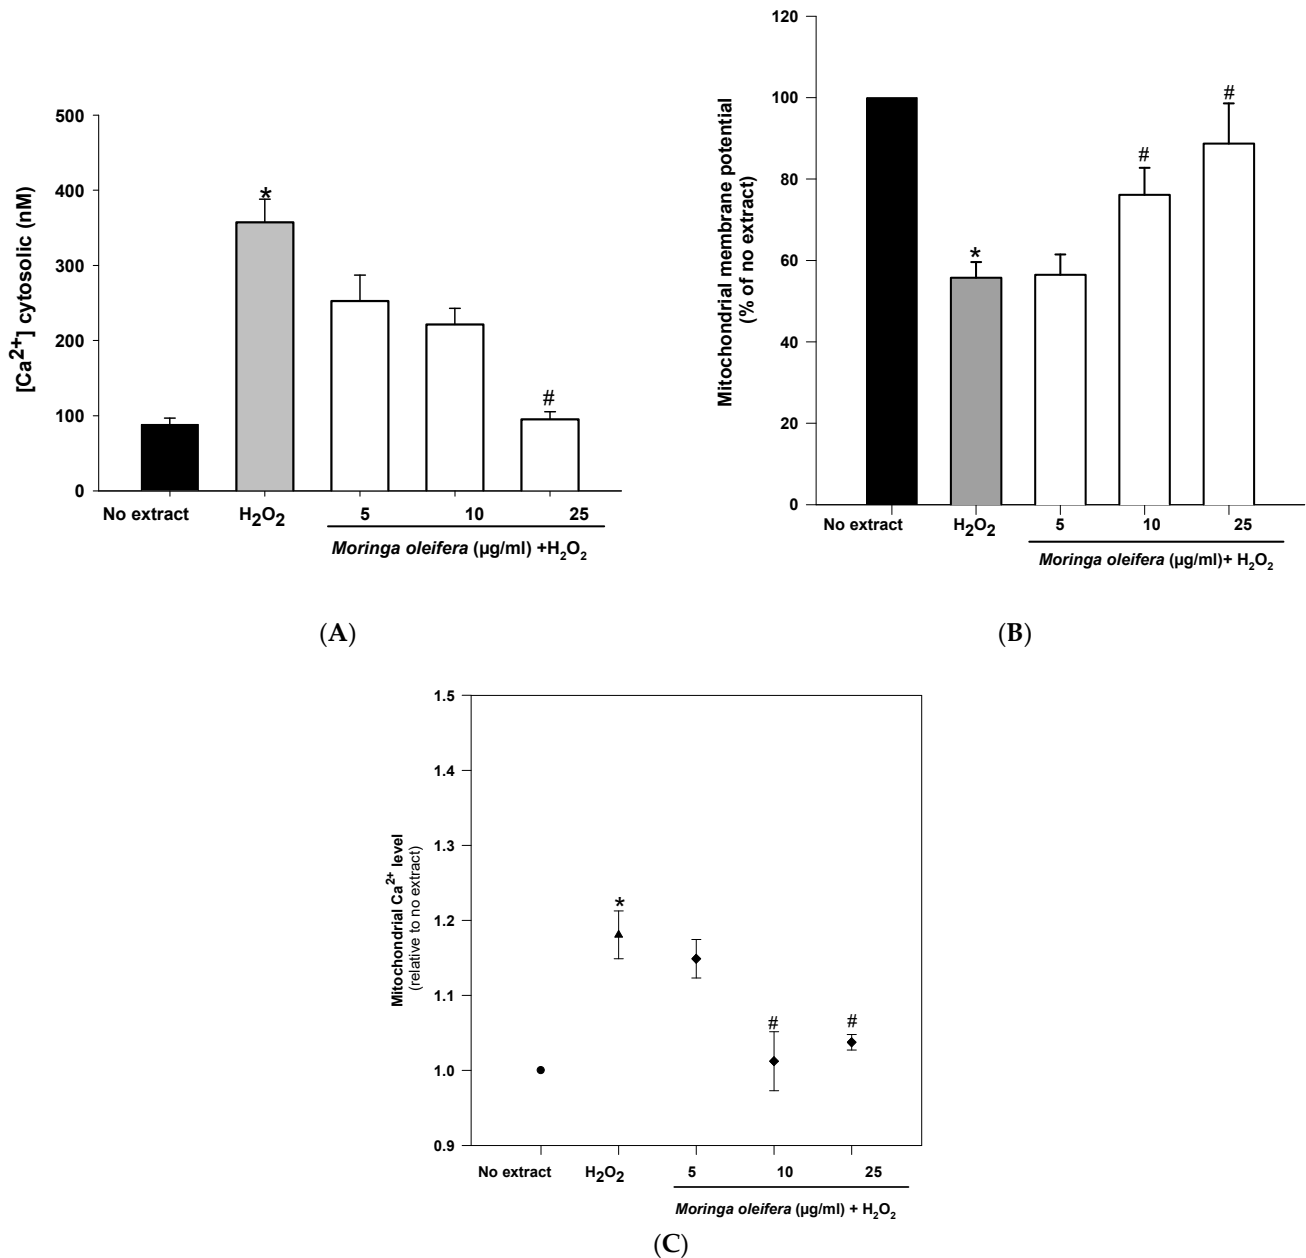 [Ca2+] cytosolic (nM)
500
400
300
200
100
0
*
#
No extract H2O2 5 10 25
Moringa oleifera (µg/ml) +H2O2
(A)
Mitochondrial membrane potential
(% of no extract)
120
100
80
60
40
20
0
*
#
#
No extract H2O2 5 10 25
Moringa oleifera (µg/ml)+ H2O2
(B)
Mitochondrial Ca2+ level
(relative to no extract)
1.5
1.4
1.3
1.2
1.1
1.0
0.9
*
#
#
No extract H2O2 5 10 25
Moringa oleifera (µg/ml) + H2O2
(C)